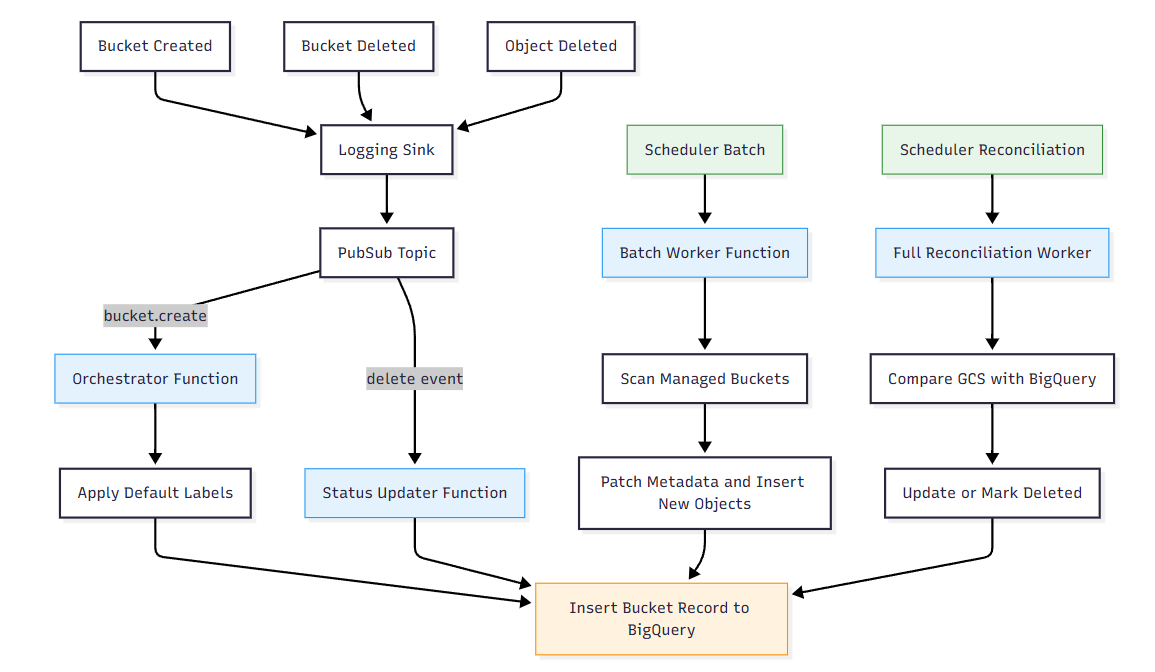 Bucket Created
Bucket Deleted
Object Deleted
Logging Sink
Scheduler Batch
Scheduler Reconciliation
PubSub Topic
Batch Worker Function
Full Reconciliation Worker
bucket.create
Orchestrator Function
delete event
Scan Managed Buckets
Compare GCS with BigQuery
Apply Default Labels
Status Updater Function
Patch Metadata and Insert
New Objects
Update or Mark Deleted
Insert Bucket Record to
BigQuery